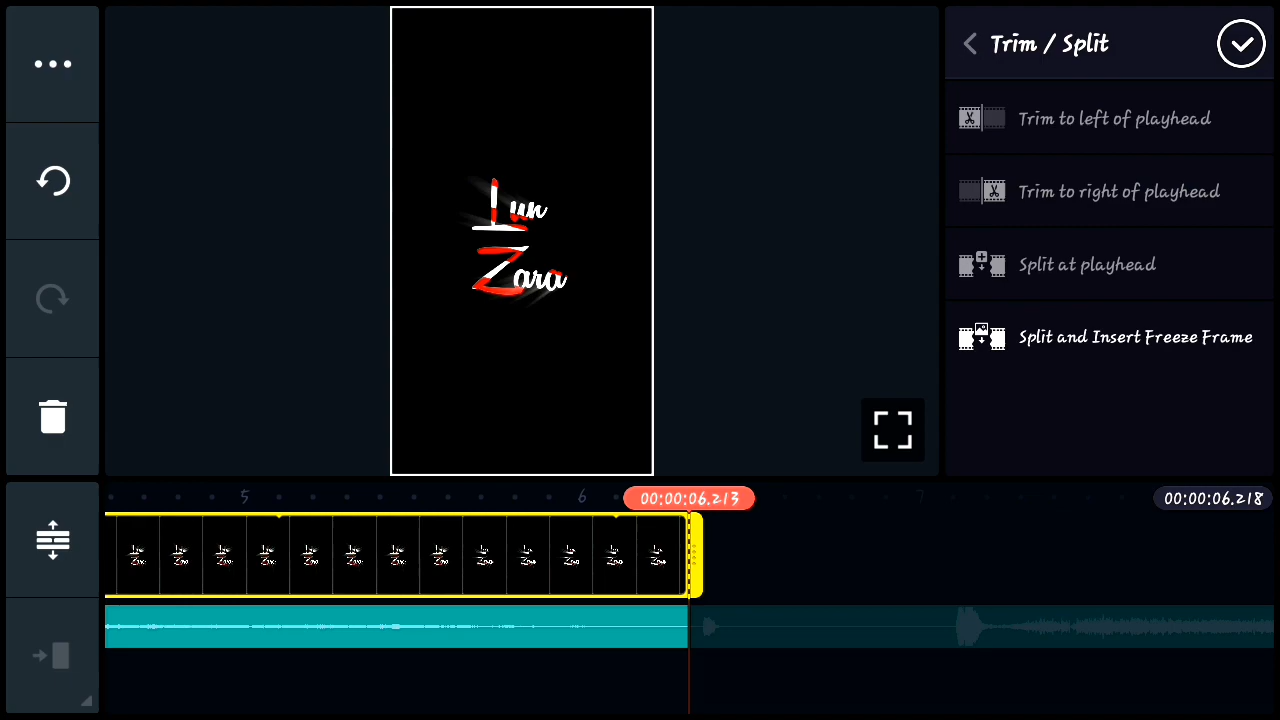 Trim / Split
Trim to left of playhead
Trim to right of playhead
Split at playhead
Split and Insert Freeze Frame
Lun
Zara
5
6
7
00:00:06.213
00:00:06.218